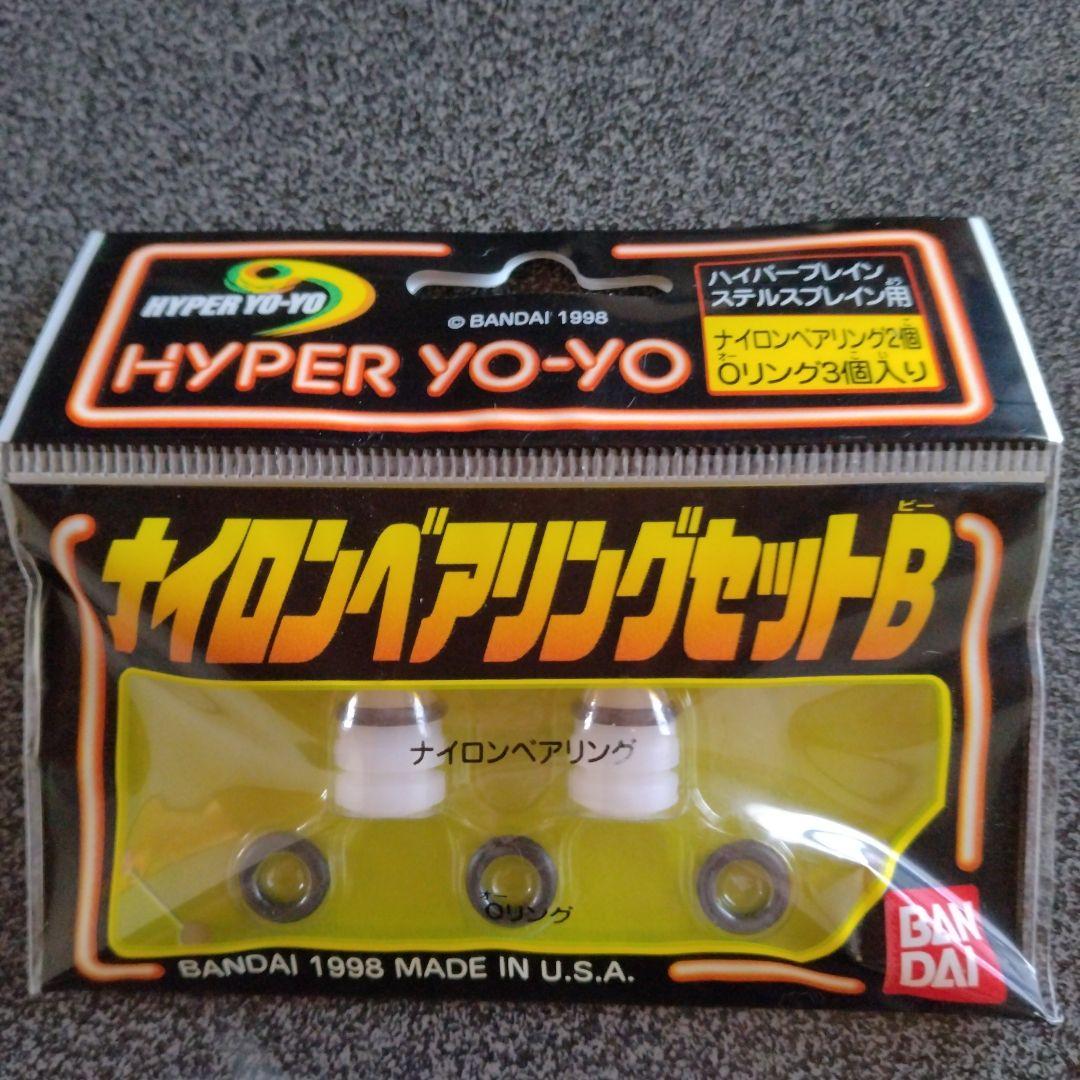 HYPER YO-YO
© BANDAI 1998
HYPER YO-YO
ハイパーブレイン
ステルスブレイン用
ナイロンベアリング2個
Oリング3個入り
ナイロンベアリングセットB
ナイロンベアリング
Oリング
BANDAI 1998 MADE IN U.S.A.
BAN
DAI